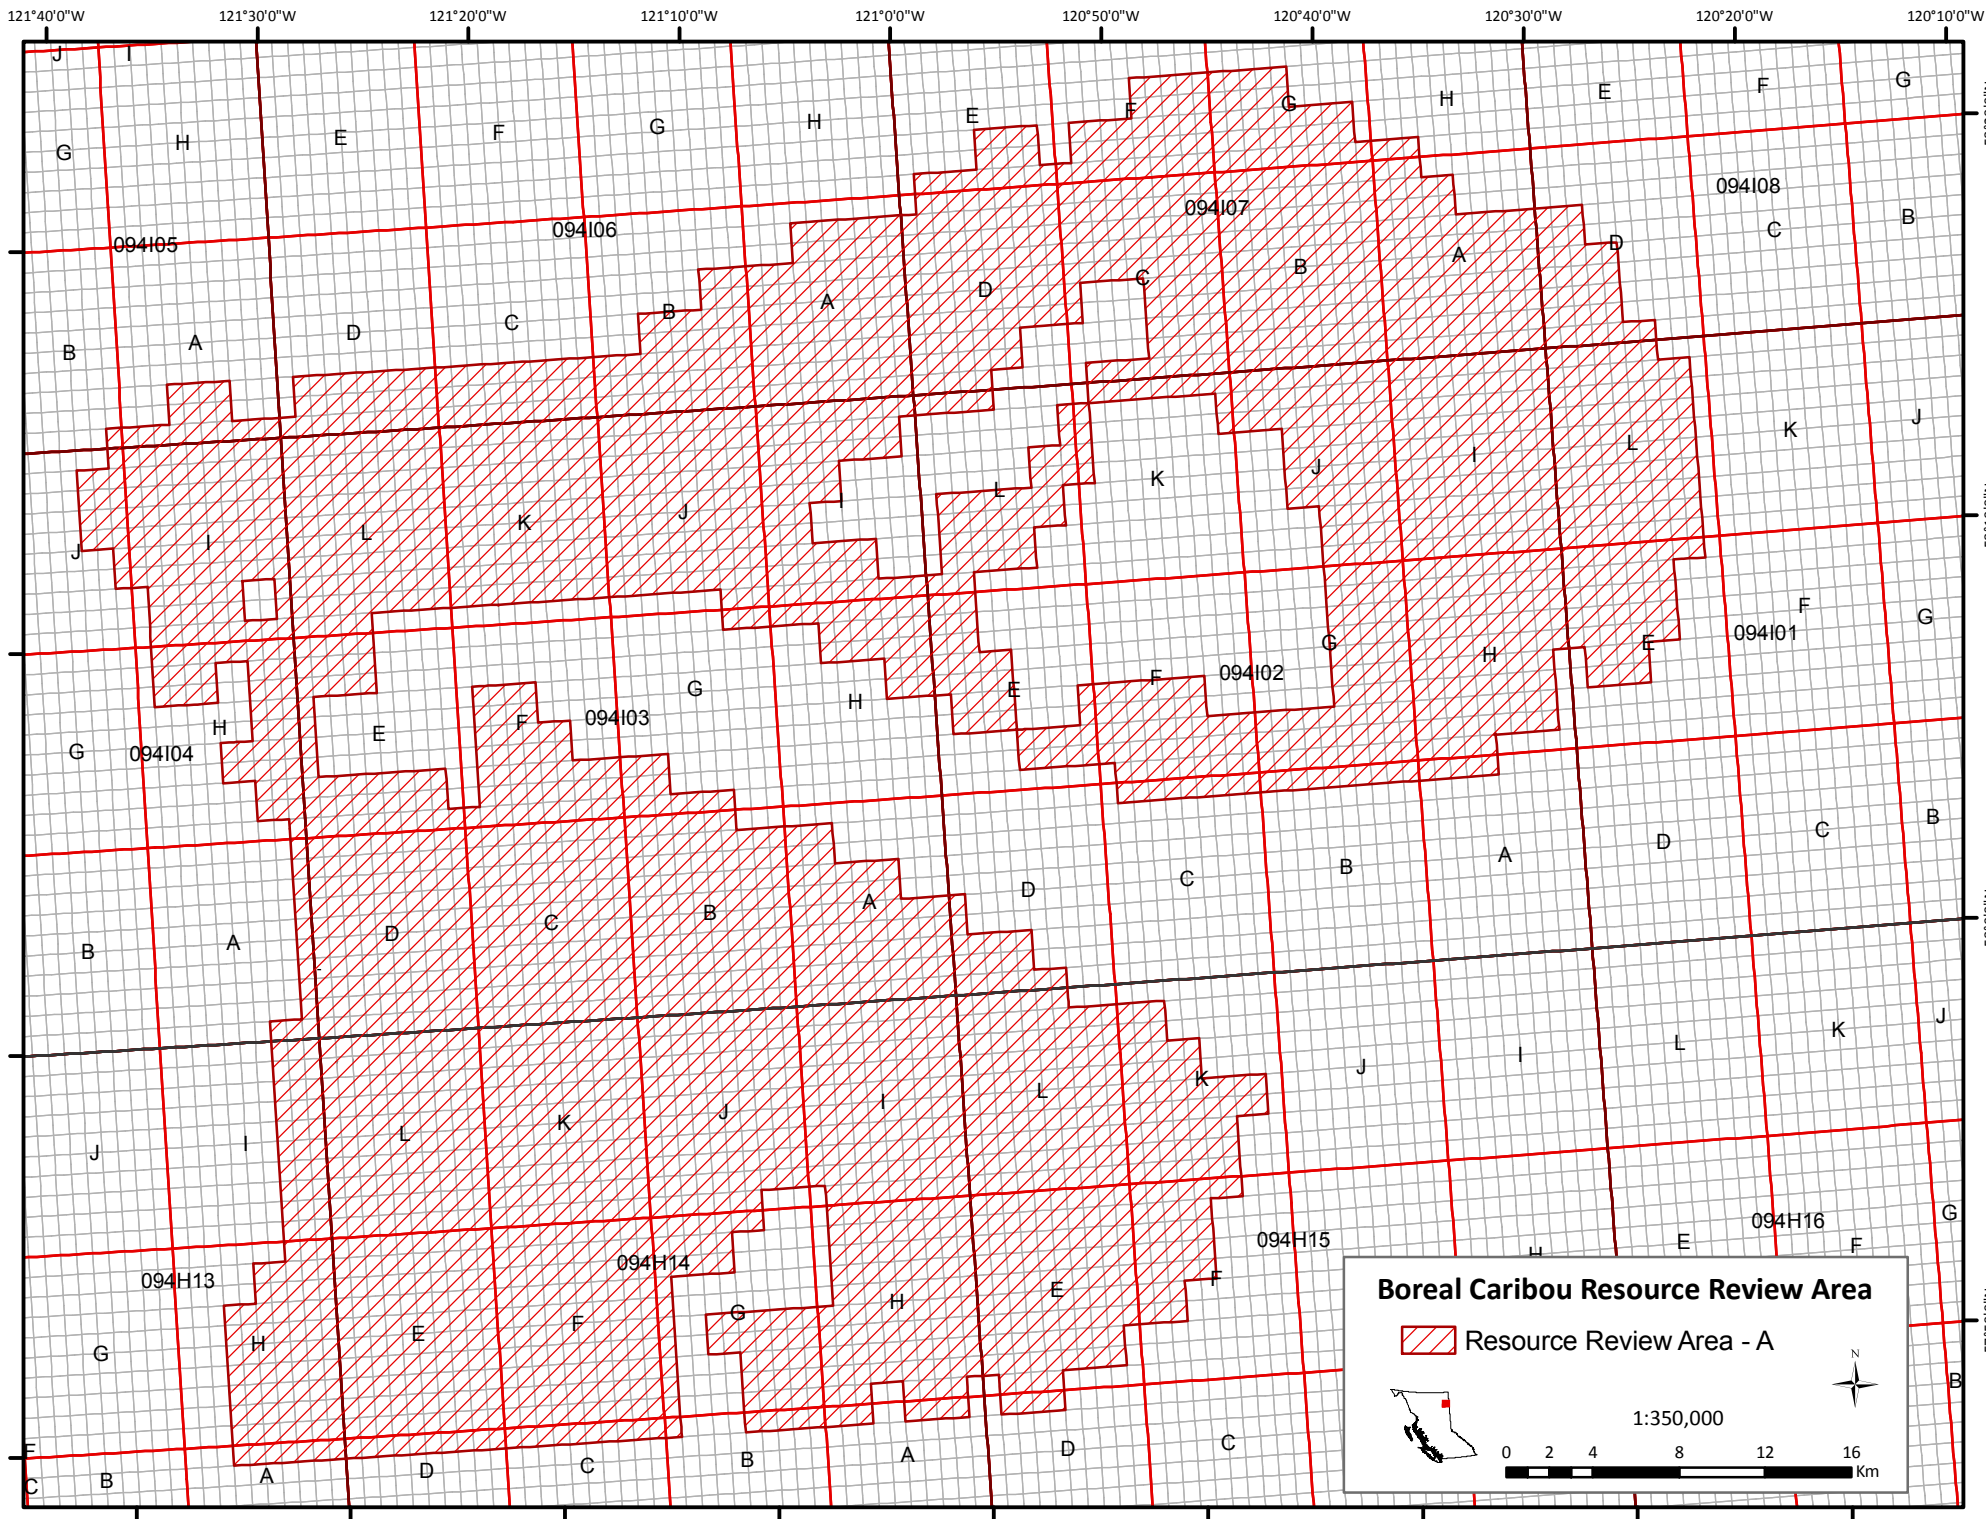 121°40'0"W 121°30'0"W 121°20'0"W 121°10'0"W 121°0'0"W 120°50'0"W 120°40'0"W 120°30'0"W 120°20'0"W 120°10'0"W
J I
G H E F G H E F G H E F G
094I05 094I06 094I07 094I08
B A D C B A D C B A D C B
J I L K J I L K J I L K J
G H E F G H E F G H E F G
094I04 094I03 094I02 094I01
B A D C B A D C B A D C B
J I L K J I L K J I L K J
094H13 094H14 094H15 094H16
G H E F G H E F H E F G
F C B A D C B A D C B
Boreal Caribou Resource Review Area
Resource Review Area - A
N
1:350,000
0 2 4 8 12 16
Km